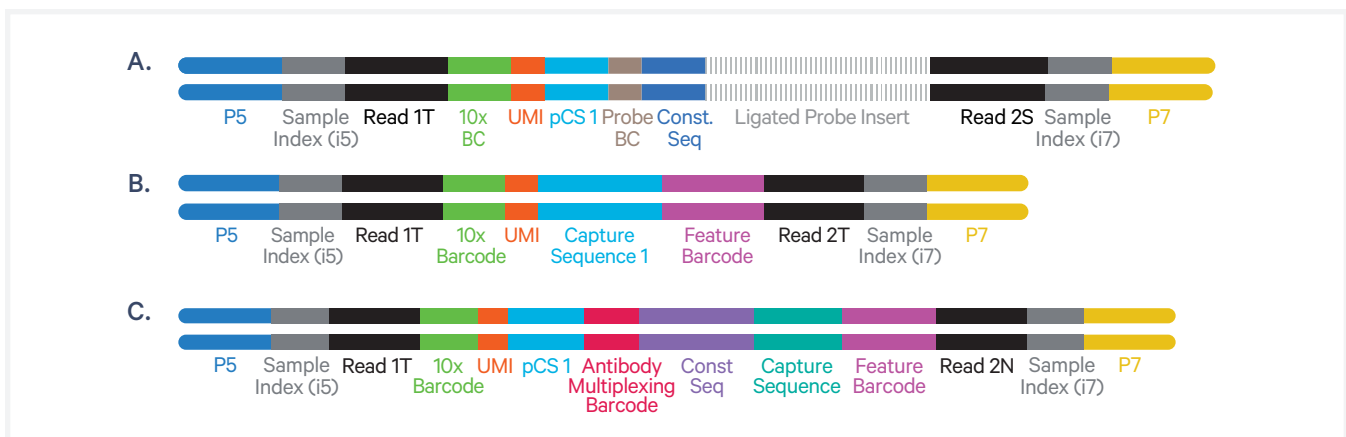 A.
P5 Sample Read 1T 10x UMI pCS 1 Probe Const. Ligated Probe Insert Read 2S Sample P7
Index (i5) BC BC Seq Index (i7)
B.
P5 Sample Read 1T 10x UMI Capture Feature Read 2T Sample P7
Index (i5) Barcode Sequence 1 Barcode Index (i7)
C.
P5 Sample Read 1T 10x UMI pCS 1 Antibody Const Capture Feature Read 2N Sample P7
Index (i5) Barcode Multiplexing Seq Sequence Barcode Index (i7)
Barcode